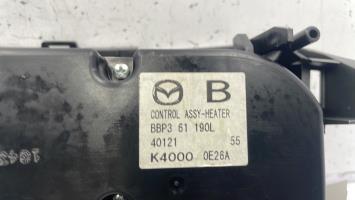 B
CONTROL ASSY-HEATER
BBP3 61 190L
40121 55
K4000 0E26A